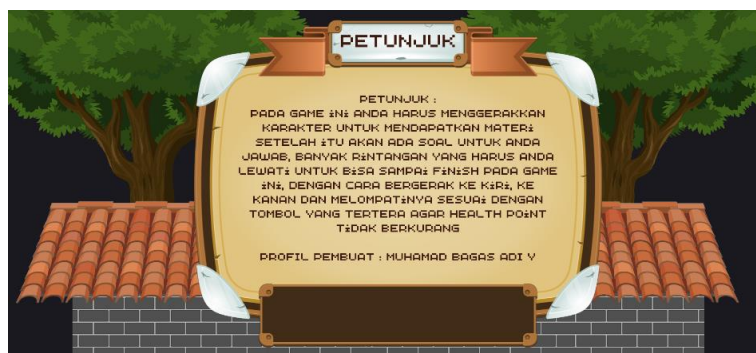 PETUNJUK
PETUNJUK :
PADA GAME iNi ANDA HARUS MENGGERAKKAN
KARAKTER UNTUK MENDAPATKAN MATERi
SETELAH iTU AKAN ADA SOAL UNTUK ANDA
JAWAB, BANYAK RiNTANGAN YANG HARUS ANDA
LEWATi UNTUK BiSA SAMPAi FiNiSH PADA GAME
iNi, DENGAN CARA BERGERAK KE KiRi, KE
KANAN DAN MELOMPATiNYA SESUAi DENGAN
TOMBOL YANG TERTERA AGAR HEALTH POiNT
TiDAK BERKURANG
PROFIL PEMBUAT : MUHAMAD BAGAS ADI Y